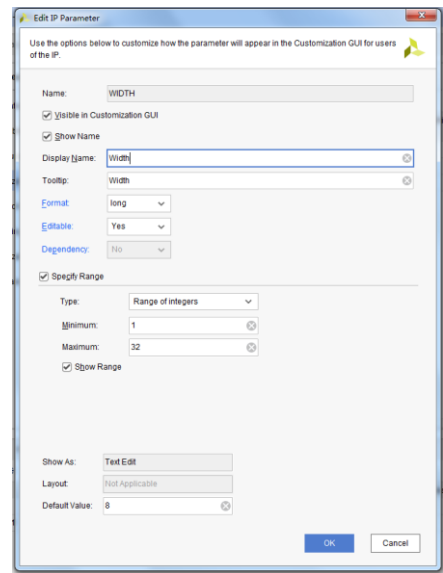 Edit IP Parameter
Use the options below to customize how the parameter will appear in the Customization GUI for users
of the IP.
Name: WIDTH
Visible in Customization GUI
Show Name
Display Name: Width
Tooltip: Width
Format: long
Editable: Yes
Dependency: No
Specify Range
Type: Range of integers
Minimum: 1
Maximum: 32
Show Range
Show As: Text Edit
Layout: Not Applicable
Default Value: 8
OK Cancel